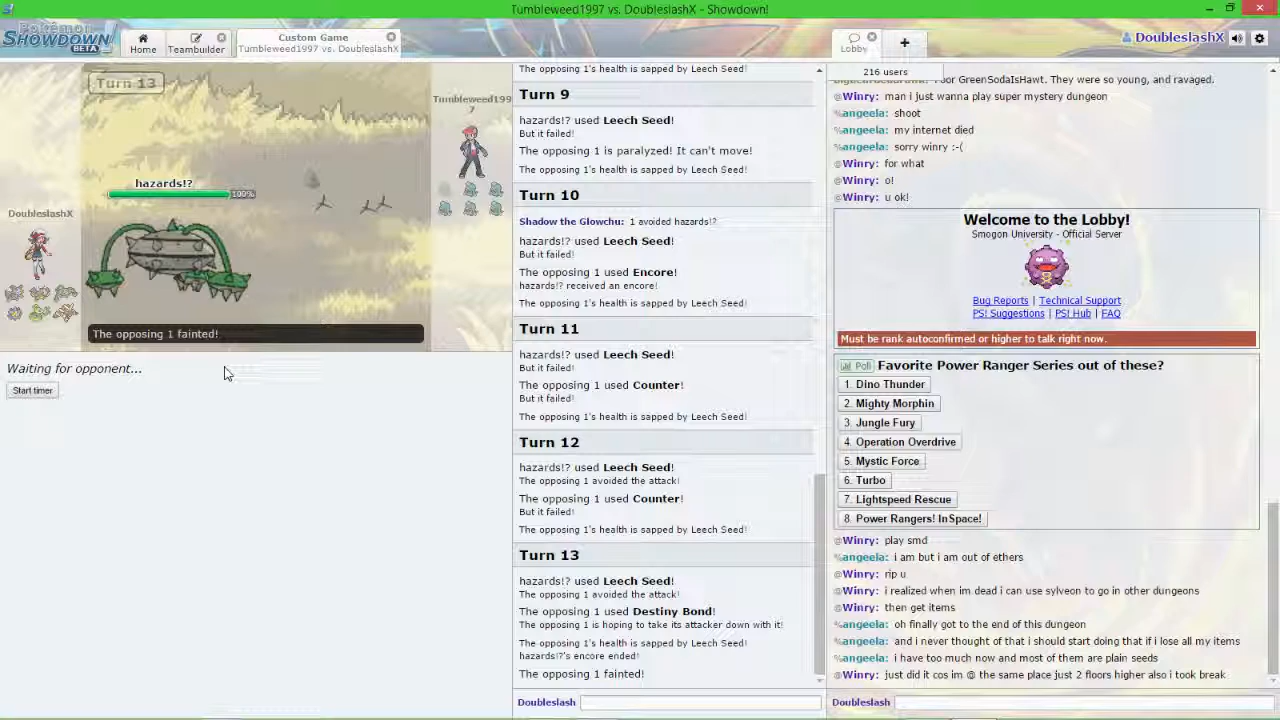 Tumbleweed1997 vs. DoubleslashX - Showdown!
Pokémon
SHOWDOWN!
BETA
Home
Teambuilder
Custom Game
Tumbleweed1997 vs. DoubleslashX
Lobby
DoubleslashX
Turn 13
Tumbleweed199
7
hazards!?
100%
DoubleslashX
The opposing 1 fainted!
Waiting for opponent...
Start timer
The opposing 1's health is sapped by Leech Seed!
Turn 9
hazards!? used Leech Seed!
But it failed!
The opposing 1 is paralyzed! It can't move!
The opposing 1's health is sapped by Leech Seed!
Turn 10
Shadow the Glowchu: 1 avoided hazards!?
hazards!? used Leech Seed!
But it failed!
The opposing 1 used Encore!
hazards!? received an encore!
The opposing 1's health is sapped by Leech Seed!
Turn 11
hazards!? used Leech Seed!
But it failed!
The opposing 1 used Counter!
But it failed!
The opposing 1's health is sapped by Leech Seed!
Turn 12
hazards!? used Leech Seed!
The opposing 1 avoided the attack!
The opposing 1 used Counter!
But it failed!
The opposing 1's health is sapped by Leech Seed!
Turn 13
hazards!? used Leech Seed!
The opposing 1 avoided the attack!
The opposing 1 used Destiny Bond!
The opposing 1 is hoping to take its attacker down with it!
The opposing 1's health is sapped by Leech Seed!
hazards!?'s encore ended!
The opposing 1 fainted!
Doubleslash
216 users
Poor GreenSodaIsHawt. They were so young, and ravaged.
@Winry: man i just wanna play super mystery dungeon
%angeela: shoot
%angeela: my internet died
%angeela: sorry winry :-(
@Winry: for what
@Winry: o!
@Winry: u ok!
Welcome to the Lobby!
Smogon University - Official Server
Bug Reports | Technical Support
PS! Suggestions | PS! Hub | FAQ
Must be rank autoconfirmed or higher to talk right now.
Poll Favorite Power Ranger Series out of these?
1. Dino Thunder
2. Mighty Morphin
3. Jungle Fury
4. Operation Overdrive
5. Mystic Force
6. Turbo
7. Lightspeed Rescue
8. Power Rangers! InSpace!
@Winry: play smd
%angeela: i am but i am out of ethers
@Winry: rip u
@Winry: i realized when im dead i can use sylveon to go in other dungeons
@Winry: then get items
%angeela: oh finally got to the end of this dungeon
%angeela: and i never thought of that i should start doing that if i lose all my items
%angeela: i have too much now and most of them are plain seeds
@Winry: just did it cos im @ the same place just 2 floors higher also i took break
Doubleslash